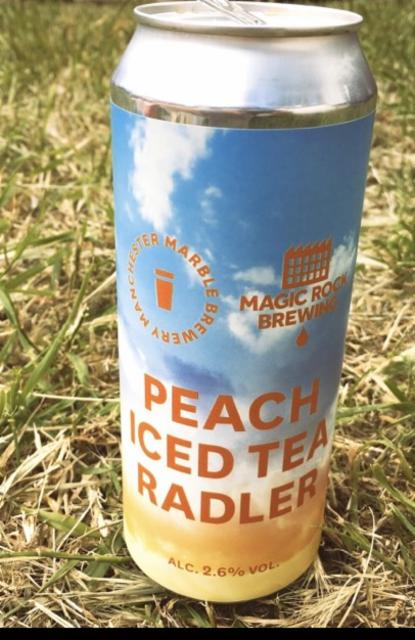 MANCHESTER MARBLE BREWERY
MAGIC ROCK
BREWING
PEACH
ICED TEA
RADLER
ALC. 2.6% VOL.